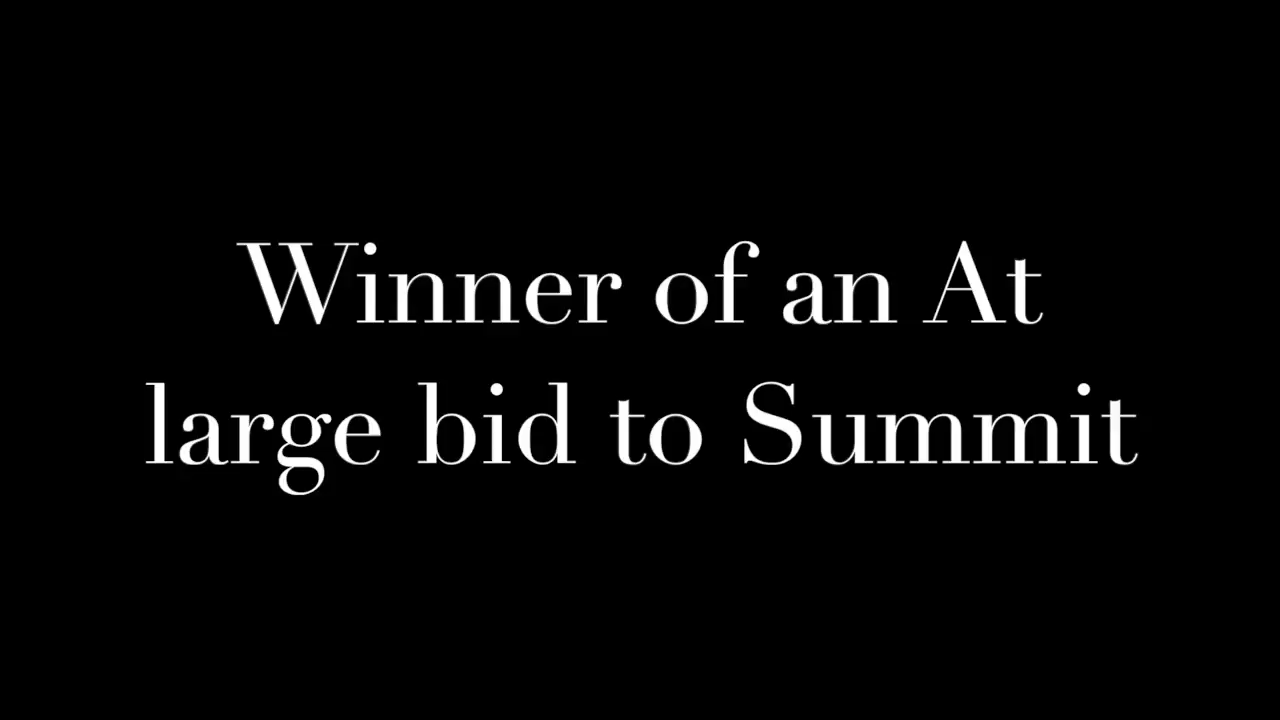 Winner of an At
large bid to Summit